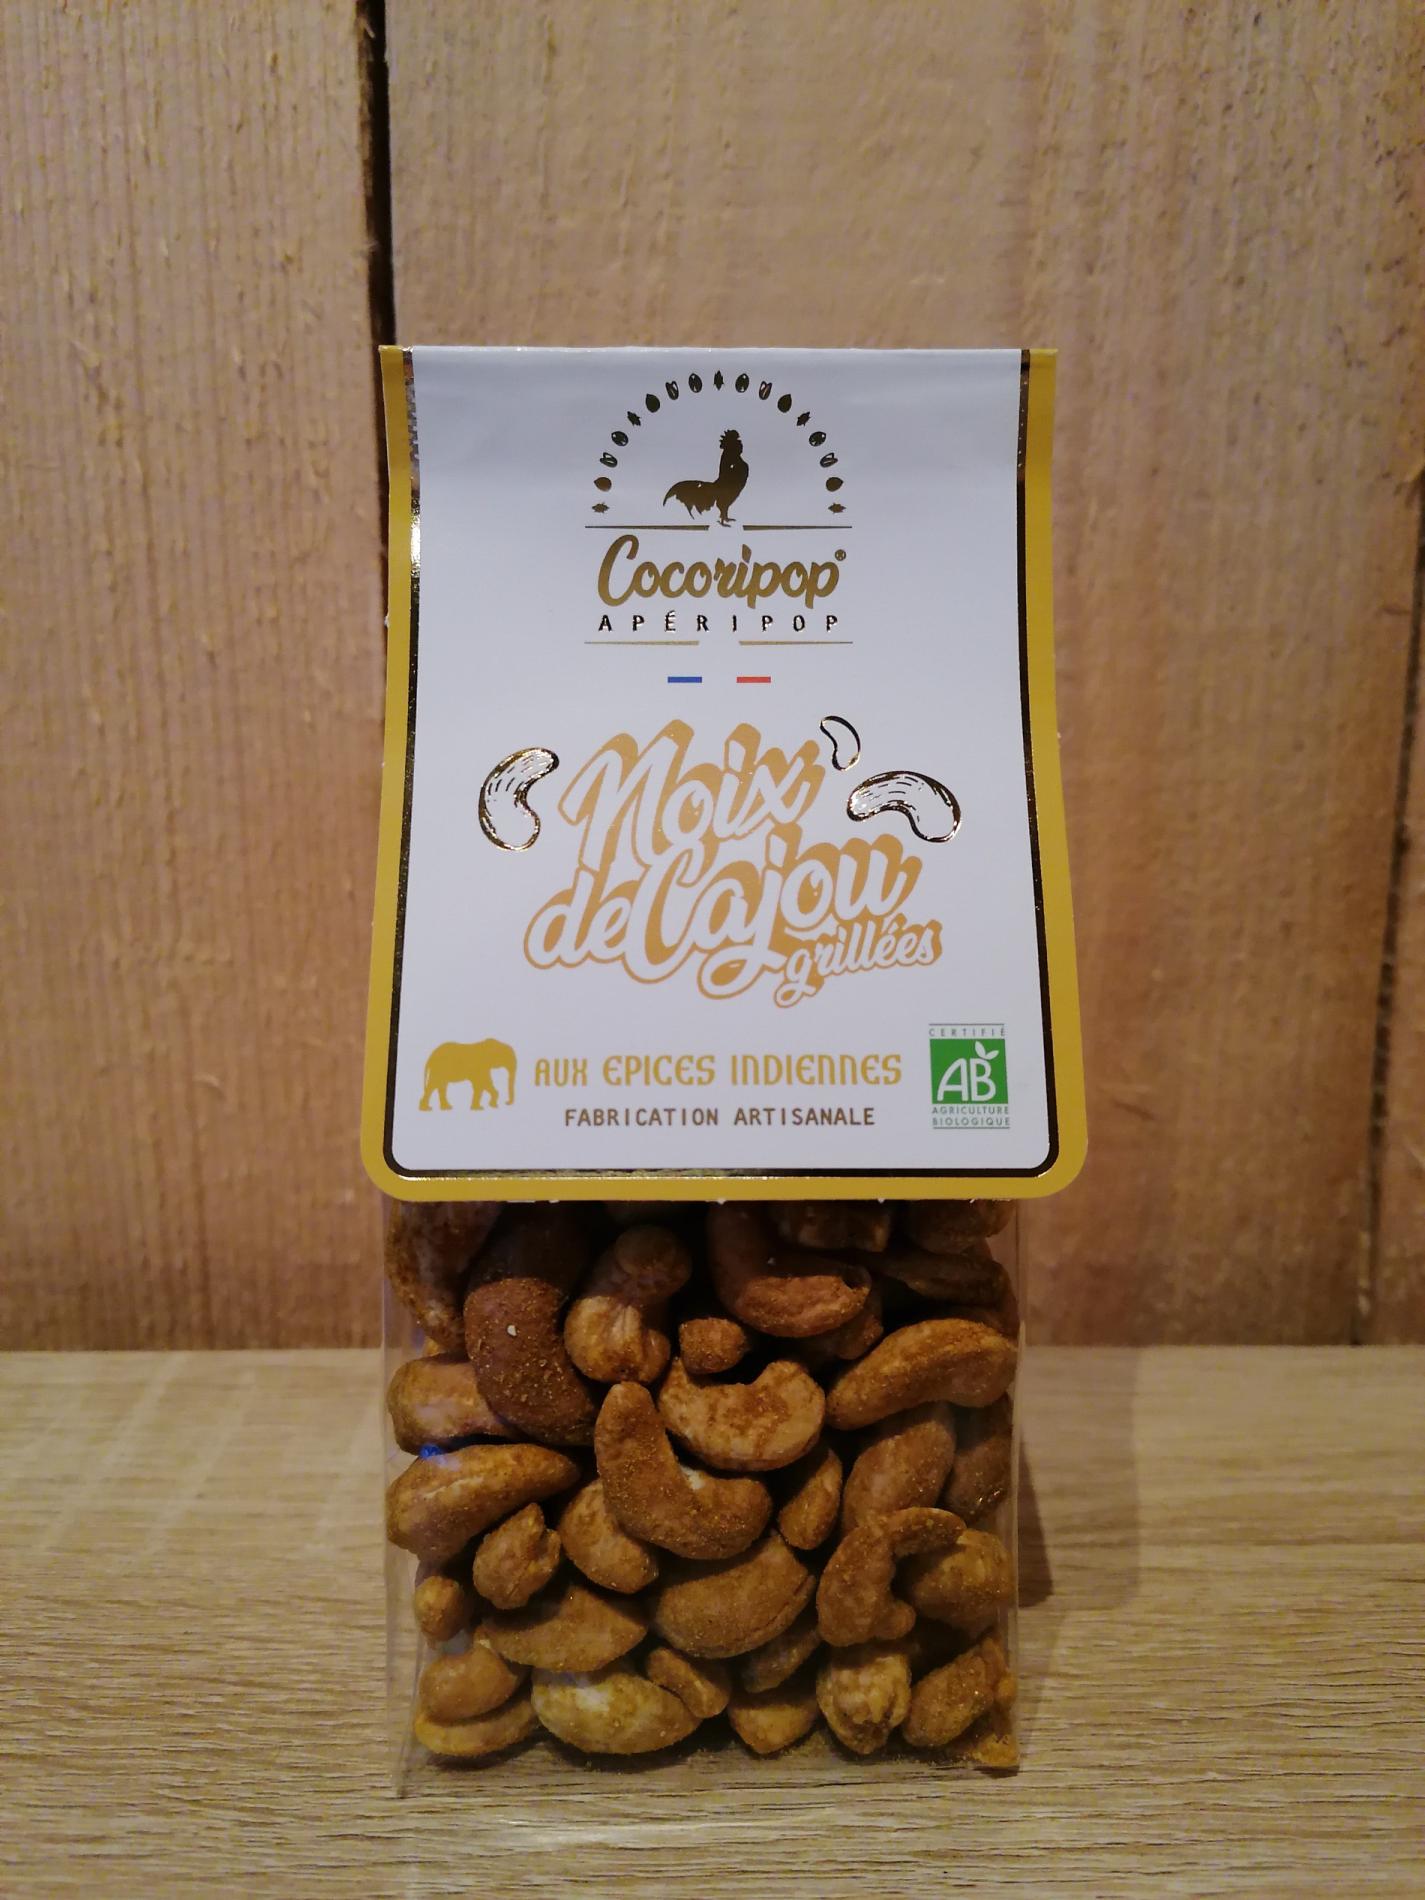 Cocoripop®
APÉRIPOP
Noix
de Cajou
grillées
AUX EPICES INDIENNES
FABRICATION ARTISANALE
CERTIFIÉ
AB
AGRICULTURE
BIOLOGIQUE